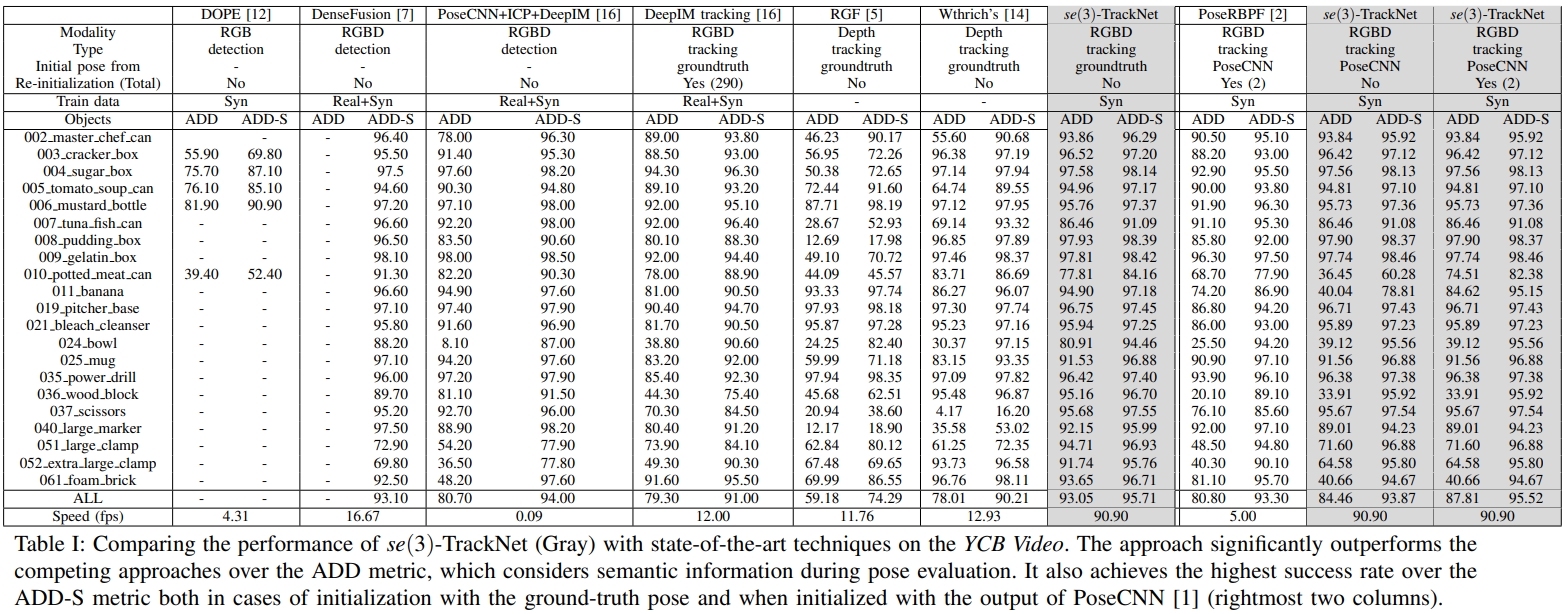 DOPE [12] DenseFusion [7] PoseCNN+ICP+DeepIM [16] DeepIM tracking [16] RGF [5] Wthrich's [14] se(3)-TrackNet PoseRBPF [2] se(3)-TrackNet se(3)-TrackNet
Modality RGB RGBD RGBD RGBD Depth Depth RGBD RGBD RGBD RGBD
Type detection detection detection tracking tracking tracking tracking tracking tracking tracking
Initial pose from - - - groundtruth groundtruth groundtruth groundtruth PoseCNN PoseCNN PoseCNN
Re-initialization (Total) No No No Yes (290) No No No Yes (2) No Yes (2)
Train data Syn Real+Syn Real+Syn Real+Syn - - Syn Syn Syn Syn
Objects ADD ADD-S ADD ADD-S ADD ADD-S ADD ADD-S ADD ADD-S ADD ADD-S ADD ADD-S ADD ADD-S ADD ADD-S ADD ADD-S
002_master_chef_can - - 96.40 78.00 96.30 89.00 93.80 46.23 90.17 55.60 90.68 93.86 96.29 90.50 95.10 93.84 95.92 93.84 95.92
003_cracker_box 55.90 69.80 - 95.50 91.40 95.30 88.50 93.00 56.95 72.26 96.38 97.19 96.52 97.20 88.20 93.00 96.42 97.12 96.42 97.12
004_sugar_box 75.70 87.10 - 97.5 97.60 98.20 94.30 96.30 50.38 72.65 97.14 97.94 97.58 98.14 92.90 95.50 97.56 98.13 97.56 98.13
005_tomato_soup_can 76.10 85.10 - 94.60 90.30 94.80 89.10 93.20 72.44 91.60 64.74 89.55 94.96 97.17 90.00 93.80 94.81 97.10 94.81 97.10
006_mustard_bottle 81.90 90.90 - 97.20 97.10 98.00 92.00 95.10 87.71 98.19 97.12 97.95 95.76 97.37 91.90 96.30 95.73 97.36 95.73 97.36
007_tuna_fish_can - - - 96.60 92.20 98.00 92.00 96.40 28.67 52.93 69.14 93.32 86.46 91.09 91.10 95.30 86.46 91.08 86.46 91.08
008_pudding_box - - - 96.50 83.50 90.60 80.10 88.30 12.69 17.98 96.85 97.89 97.93 98.39 85.80 92.00 97.90 98.37 97.90 98.37
009_gelatin_box - - - 98.10 98.00 98.50 92.00 94.40 49.10 70.72 97.46 98.37 97.81 98.42 96.30 97.50 97.74 98.46 97.74 98.46
010_potted_meat_can 39.40 52.40 - 91.30 82.20 90.30 78.00 88.90 44.09 45.57 83.71 86.69 77.81 84.16 68.70 77.90 36.45 60.28 74.51 82.38
011_banana - - - 96.60 94.90 97.60 81.00 90.50 93.33 97.74 86.27 96.07 94.90 97.18 74.20 86.90 40.04 78.81 84.62 95.15
019_pitcher_base - - - 97.10 97.40 97.90 90.40 94.70 97.93 98.18 97.30 97.74 96.75 97.45 86.80 94.20 96.71 97.43 96.71 97.43
021_bleach_cleanser - - - 95.80 91.60 96.90 81.70 90.50 95.87 97.28 95.23 97.16 95.94 97.25 86.00 93.00 95.89 97.23 95.89 97.23
024_bowl - - - 88.20 8.10 87.00 38.80 90.60 24.25 82.40 30.37 97.15 80.91 94.46 25.50 94.20 39.12 95.56 39.12 95.56
025_mug - - - 97.10 94.20 97.60 83.20 92.00 59.99 71.18 83.15 93.35 91.53 96.88 90.90 97.10 91.56 96.88 91.56 96.88
035_power_drill - - - 96.00 97.20 97.90 85.40 92.30 97.94 98.35 97.09 97.82 96.42 97.40 93.90 96.10 96.38 97.38 96.38 97.38
036_wood_block - - - 89.70 81.10 91.50 44.30 75.40 45.68 62.51 95.48 96.87 95.16 96.70 20.10 89.10 33.91 95.92 33.91 95.92
037_scissors - - - 95.20 92.70 96.00 70.30 84.50 20.94 38.60 4.17 16.20 95.68 97.55 76.10 85.60 95.67 97.54 95.67 97.54
040_large_marker - - - 97.50 88.90 98.20 80.40 91.20 12.17 18.90 35.58 53.02 92.15 95.99 92.00 97.10 89.01 94.23 89.01 94.23
051_large_clamp - - - 72.90 54.20 77.90 73.90 84.10 62.84 80.12 61.25 72.35 94.71 96.93 48.50 94.80 71.60 96.88 71.60 96.88
052_extra_large_clamp - - - 69.80 36.50 77.80 49.30 90.30 67.48 69.65 93.73 96.58 91.74 95.76 40.30 90.10 64.58 95.80 64.58 95.80
061_foam_brick - - - 92.50 48.20 97.60 91.60 95.50 69.99 86.55 96.76 98.11 93.65 96.71 81.10 95.70 40.66 94.67 40.66 94.67
ALL - - - 93.10 80.70 94.00 79.30 91.00 59.18 74.29 78.01 90.21 93.05 95.71 80.80 93.30 84.46 93.87 87.81 95.52
Speed (fps) 4.31 16.67 0.09 12.00 11.76 12.93 90.90 5.00 90.90 90.90
Table I: Comparing the performance of se(3)-TrackNet (Gray) with state-of-the-art techniques on the YCB Video. The approach significantly outperforms the
competing approaches over the ADD metric, which considers semantic information during pose evaluation. It also achieves the highest success rate over the
ADD-S metric both in cases of initialization with the ground-truth pose and when initialized with the output of PoseCNN [1] (rightmost two columns).